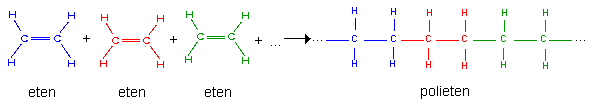 H H H H H H H H H H H H
C C + C C + C C + ... ... C C C C C C ...
H H H H H H H H H H H H
eten eten eten polieten